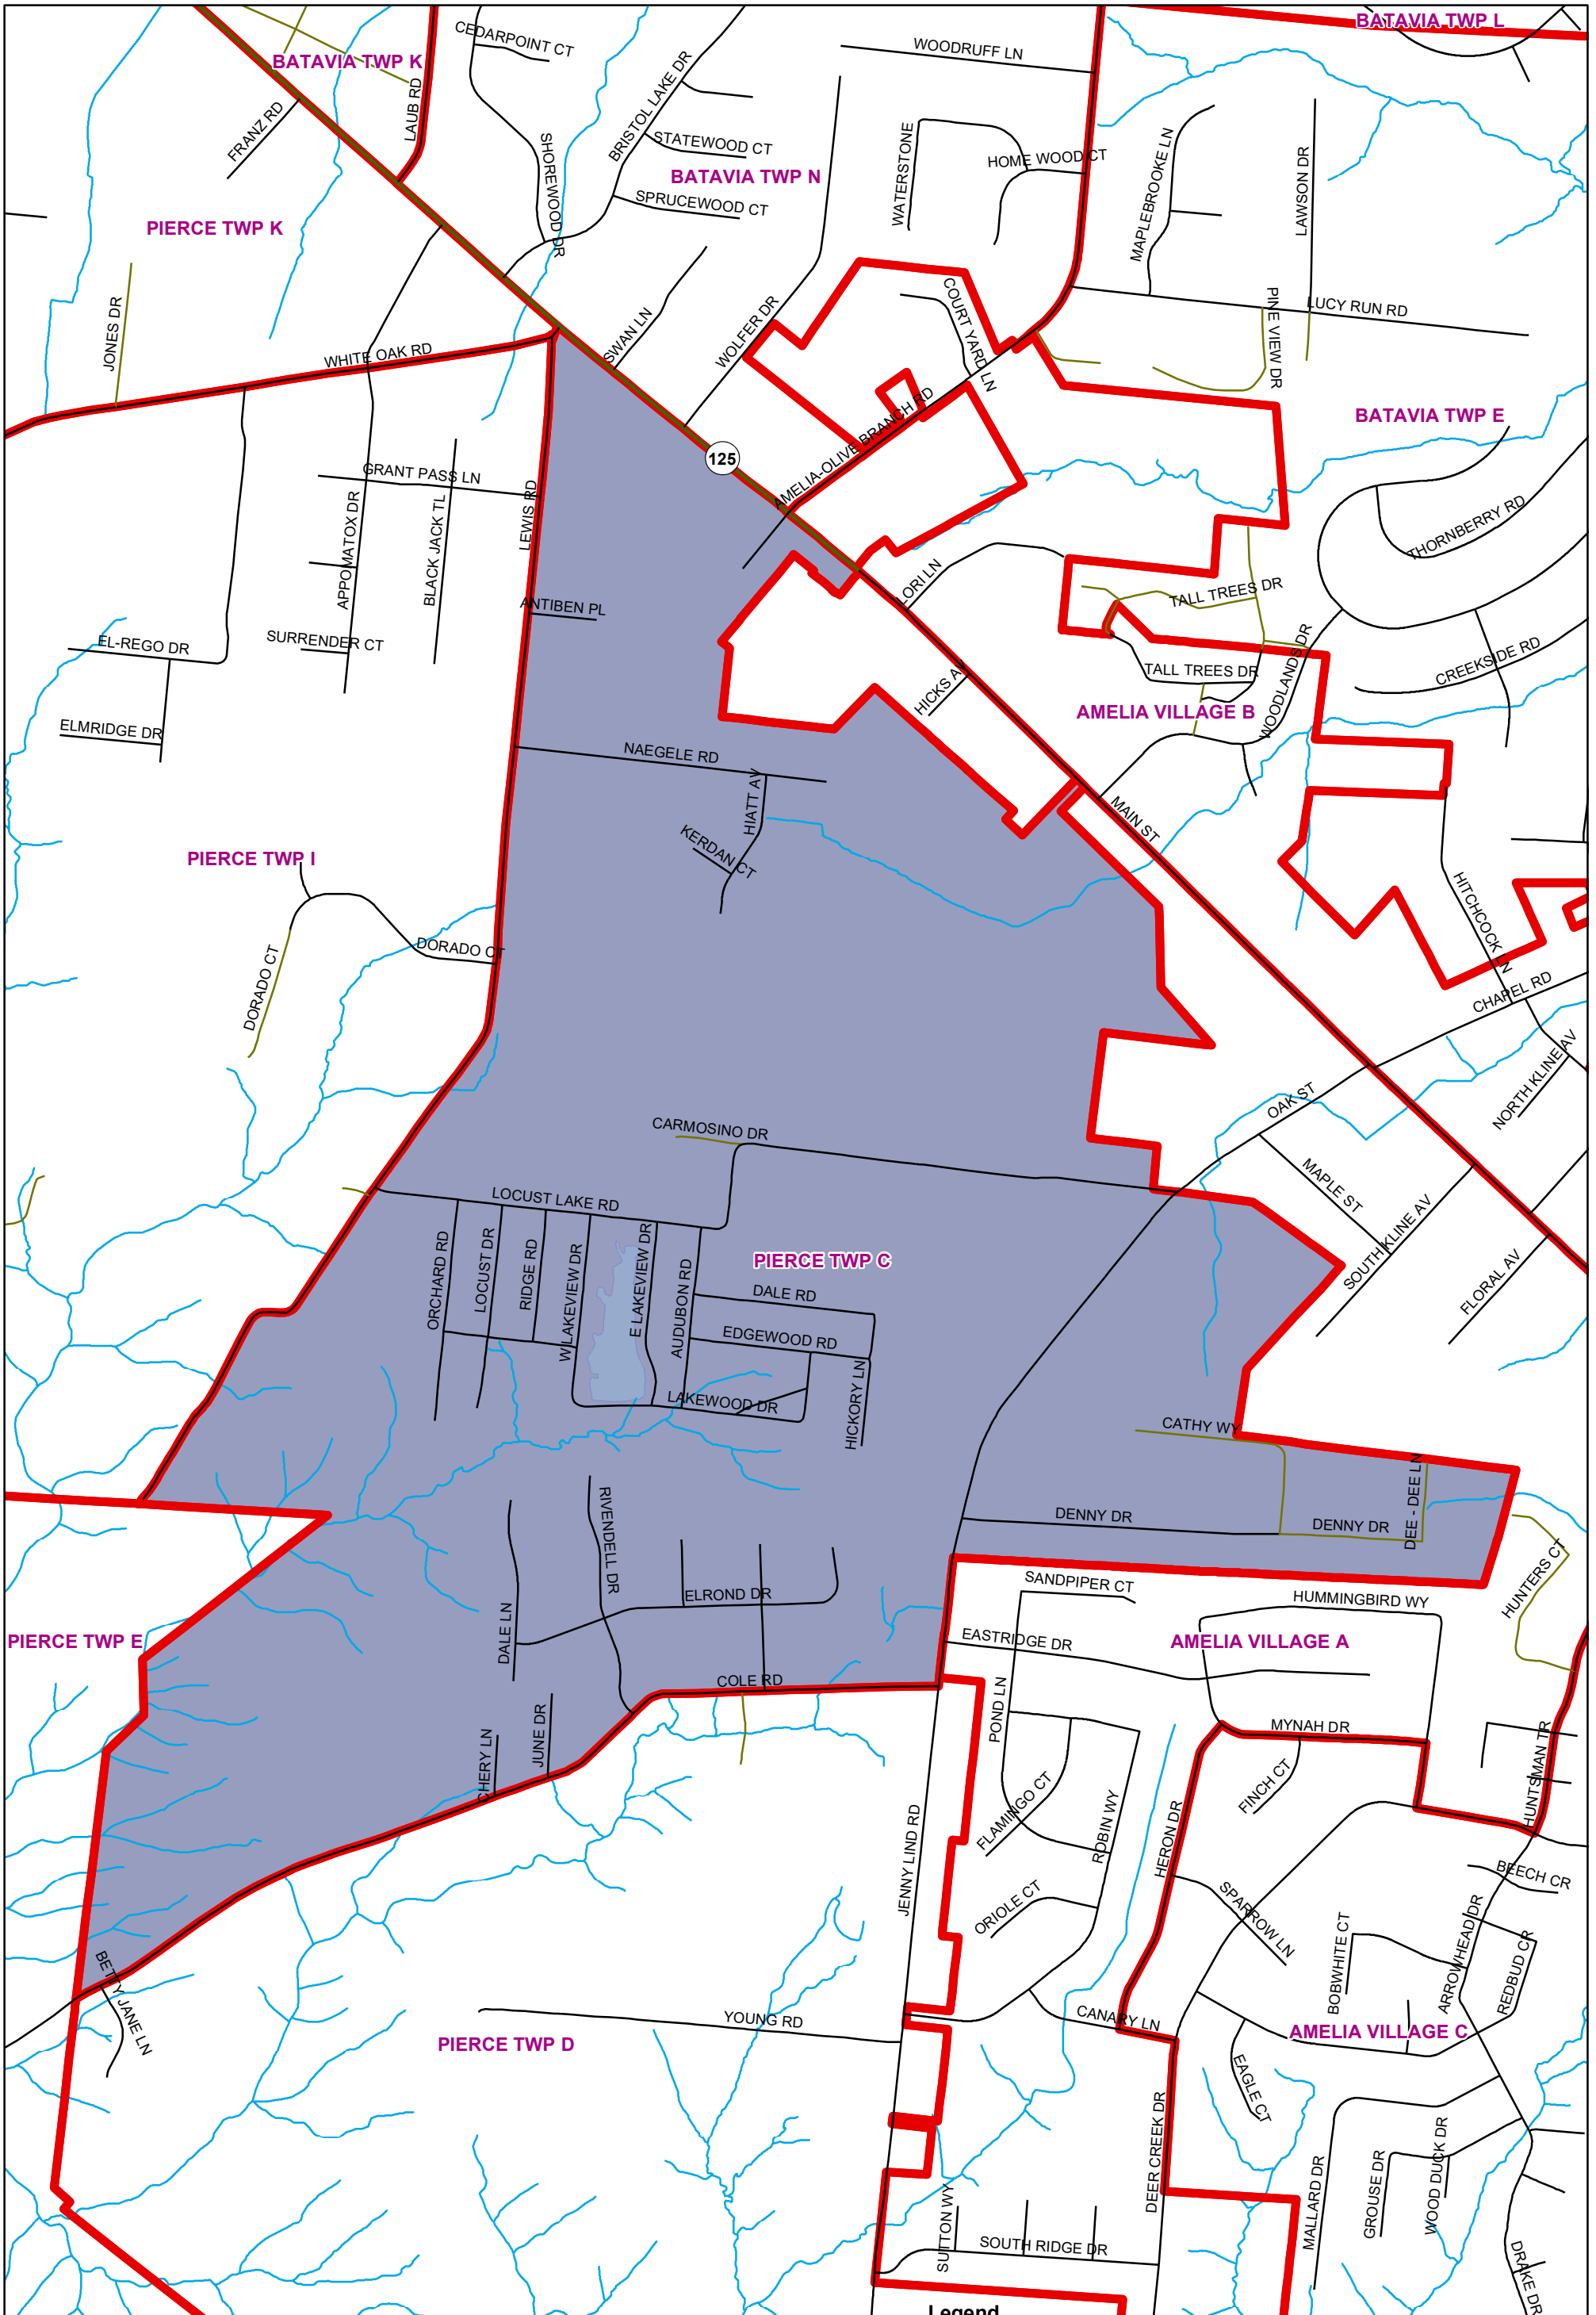 BATAVIA TWP L
CEDARPOINT CT
WOODRUFF LN
BATAVIA TWP K
LAUB RD
FRANZ RD
BRISTOL LAKE DR
STATEWOOD CT
SHOREWOOD DR
BATAVIA TWP N
SPRUCEWOOD CT
WATERSTONE
HOME WOOD CT
MAPLEBROOKE LN
LAWSON DR
PIERCE TWP K
JONES DR
WHITE OAK RD
SWAN LN
WOLFER DR
COURT YARD LN
PINE VIEW DR
LUCY RUN RD
BATAVIA TWP E
AMELIA-OLIVE BRANCH RD
125
GRANT PASS LN
APPOMATOX DR
BLACK JACK TL
LEWIS RD
THORNBERRY RD
LORI LN
TALL TREES DR
ANTIBEN PL
EL-REGO DR
SURRENDER CT
HICKS AV
TALL TREES DR
WOODLANDS DR
CREEKSIDE RD
AMELIA VILLAGE B
ELMRIDGE DR
NAEGELE RD
HIATT AV
KERDAN CT
MAIN ST
PIERCE TWP I
HITCHCOCK LN
DORADO CT
DORADO CT
CHAPEL RD
NORTH KLINE AV
OAK ST
CARMOSINO DR
MAPLE ST
LOCUST LAKE RD
SOUTH KLINE AV
FLORAL AV
ORCHARD RD
LOCUST DR
RIDGE RD
W LAKEVIEW DR
E LAKEVIEW DR
AUDUBON RD
PIERCE TWP C
DALE RD
EDGEWOOD RD
LAKEWOOD DR
HICKORY LN
CATHY WY
DEE - DEE LN
DENNY DR
DENNY DR
RIVENDELL DR
HUNTERS CT
SANDPIPER CT
HUMMINGBIRD WY
ELROND DR
DALE LN
PIERCE TWP E
EASTRIDGE DR
AMELIA VILLAGE A
COLE RD
POND LN
MYNAH DR
JUNE DR
CHERY LN
FINCH CT
HUNTSMAN TR
FLAMINGO CT
ROBIN WY
HERON DR
JENNY LIND RD
BEECH CR
ORIOLE CT
SPARROW LN
BOBWHITE CT
ARROWHEAD DR
REDBUD CR
BETTY JANE LN
YOUNG RD
CANARY LN
PIERCE TWP D
AMELIA VILLAGE C
EAGLE CT
DEER CREEK DR
MALLARD DR
GROUSE DR
WOOD DUCK DR
SUTTON WY
SOUTH RIDGE DR
DRAKE DR
Legend